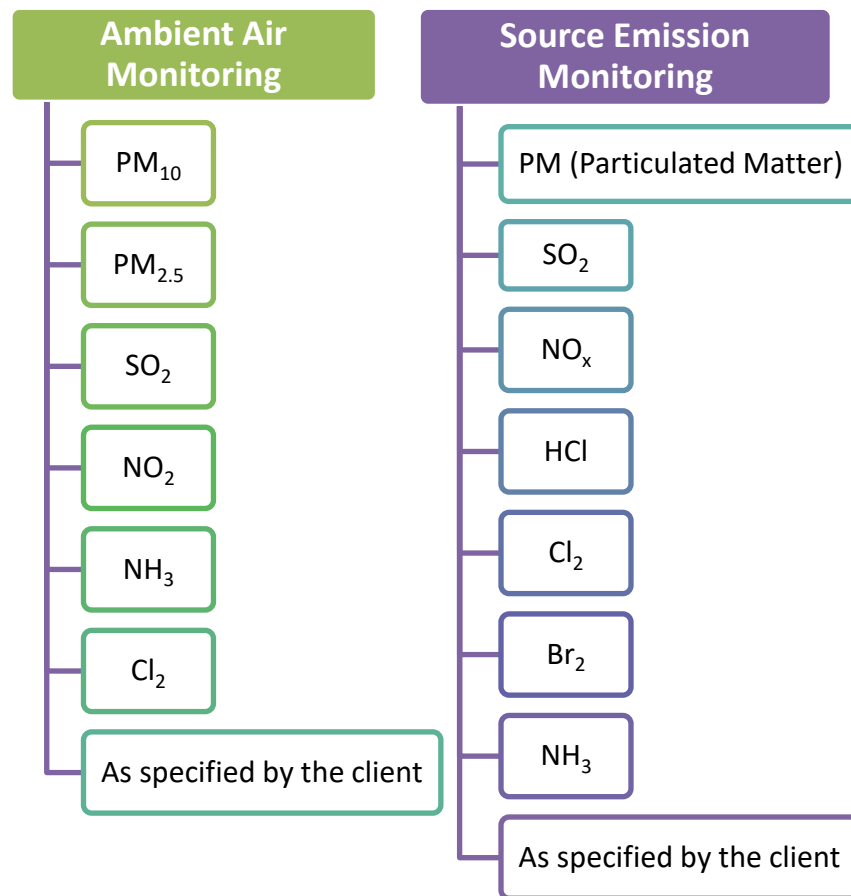 Ambient Air
Monitoring
PM₁₀
PM₂.₅
SO₂
NO₂
NH₃
Cl₂
As specified by the client
Source Emission
Monitoring
PM (Particulated Matter)
SO₂
NOₓ
HCl
Cl₂
Br₂
NH₃
As specified by the client